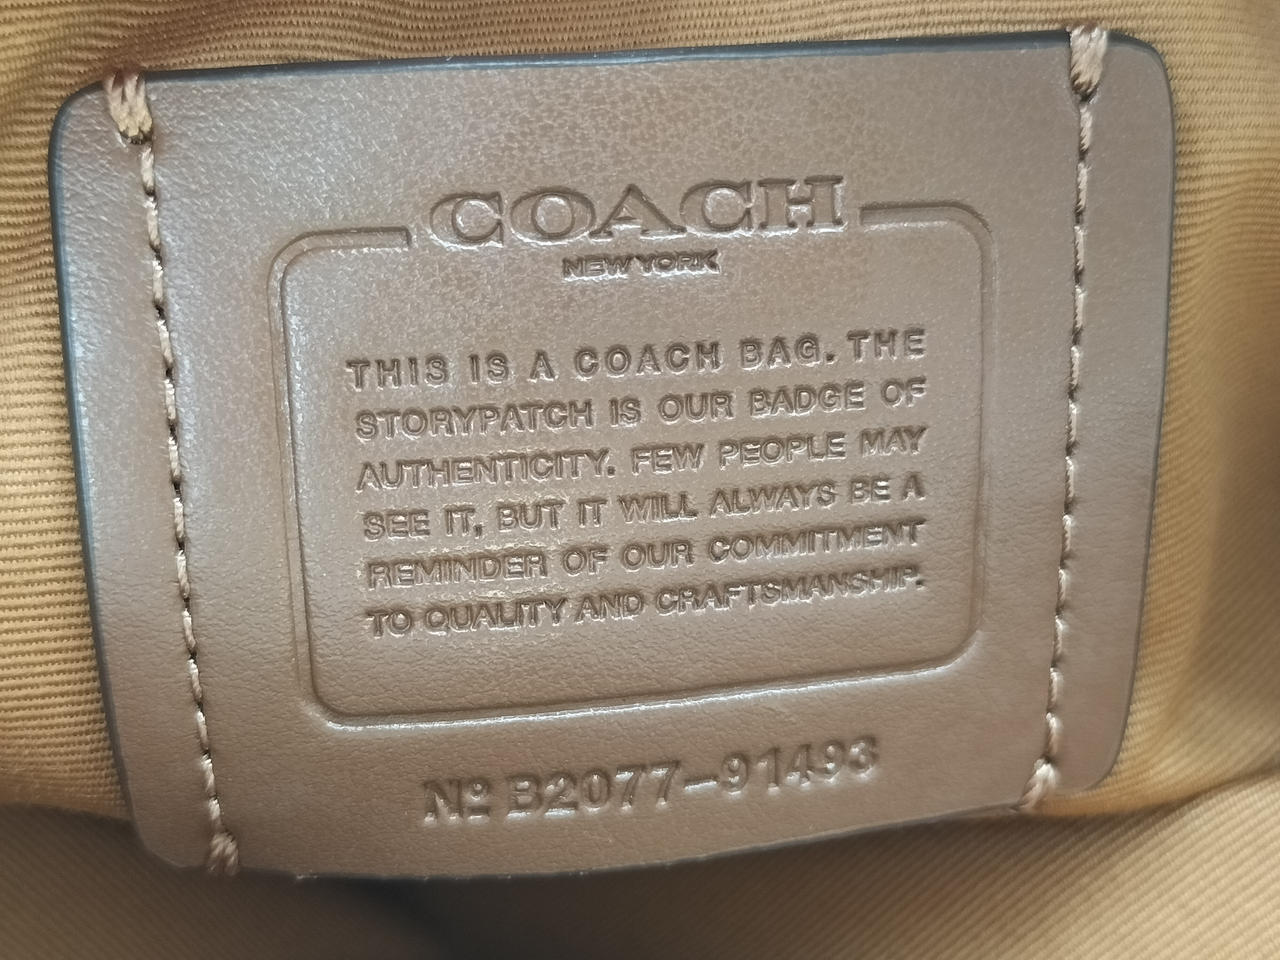 COACH
NEW YORK
THIS IS A COACH BAG. THE
STORYPATCH IS OUR BADGE OF
AUTHENTICITY. FEW PEOPLE MAY
SEE IT, BUT IT WILL ALWAYS BE A
REMINDER OF OUR COMMITMENT
TO QUALITY AND CRAFTSMANSHIP.
Nº B2077-91493